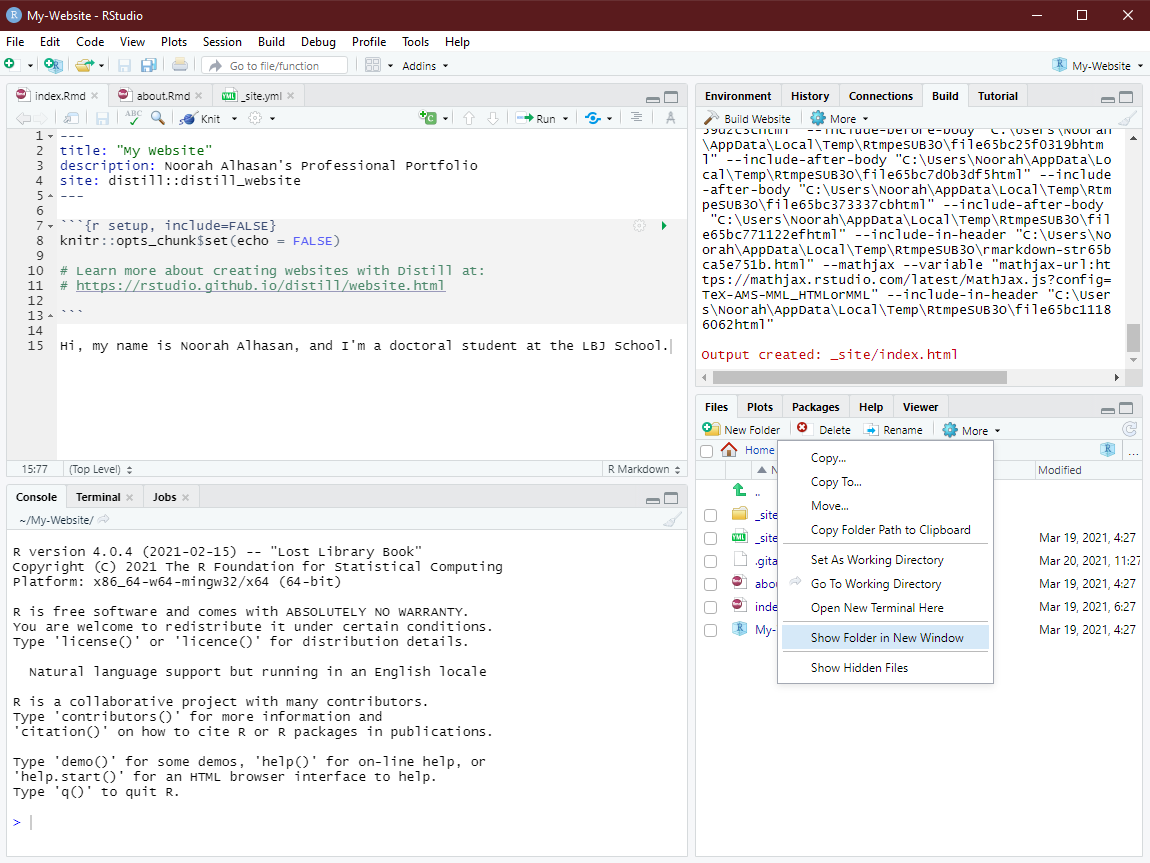 My-Website - RStudio
File Edit Code View Plots Session Build Debug Profile Tools Help
Go to file/function Addins My-Website
index.Rmd about.Rmd _site.yml
ABC Knit Run
1 ---
2 title: "My Website"
3 description: Noorah Alhasan's Professional Portfolio
4 site: distill::distill_website
5 ---
6
7 ```{r setup, include=FALSE}
8 knitr::opts_chunk$set(echo = FALSE)
9
10 # Learn more about creating websites with Distill at:
11 # https://rstudio.github.io/distill/website.html
12
13 ```
14
15 Hi, my name is Noorah Alhasan, and I'm a doctoral student at the LBJ School.
15:77 (Top Level) R Markdown
Console Terminal Jobs
~/My-Website/
R version 4.0.4 (2021-02-15) -- "Lost Library Book"
Copyright (C) 2021 The R Foundation for Statistical Computing
Platform: x86_64-w64-mingw32/x64 (64-bit)
R is free software and comes with ABSOLUTELY NO WARRANTY.
You are welcome to redistribute it under certain conditions.
Type 'license()' or 'licence()' for distribution details.
Natural language support but running in an English locale
R is a collaborative project with many contributors.
Type 'contributors()' for more information and
'citation()' on how to cite R or R packages in publications.
Type 'demo()' for some demos, 'help()' for on-line help, or
'help.start()' for an HTML browser interface to help.
Type 'q()' to quit R.
>
Environment History Connections Build Tutorial
Build Website More
59d2c5chtml" --include-before-body "C:\Users\Noorah
\AppData\Local\Temp\RtmpeSUB3O\file65bc25f0319bhtm
l" --include-after-body "C:\Users\Noorah\AppData\Lo
cal\Temp\RtmpeSUB3O\file65bc7d0b3df5html" --include
-after-body "C:\Users\Noorah\AppData\Local\Temp\Rtm
peSUB3O\file65bc373337cbhtml" --include-after-body
"C:\Users\Noorah\AppData\Local\Temp\RtmpeSUB3O\fil
e65bc771122efhtml" --include-in-header "C:\Users\No
orah\AppData\Local\Temp\RtmpeSUB3O\rmarkdown-str65b
ca5e751b.html" --mathjax --variable "mathjax-url:ht
tps://mathjax.rstudio.com/latest/MathJax.js?config=
TeX-AMS-MML_HTMLorMML" --include-in-header "C:\User
s\Noorah\AppData\Local\Temp\RtmpeSUB3O\file65bc1118
6062html"
Output created: _site/index.html
Files Plots Packages Help Viewer
New Folder Delete Rename More
Home ...
N Modified
..
_site
_site Mar 19, 2021, 4:27
.gita Mar 20, 2021, 11:27
abou Mar 19, 2021, 4:27
inde Mar 19, 2021, 6:27
My- Mar 19, 2021, 4:27
Copy...
Copy To...
Move...
Copy Folder Path to Clipboard
Set As Working Directory
Go To Working Directory
Open New Terminal Here
Show Folder in New Window
Show Hidden Files